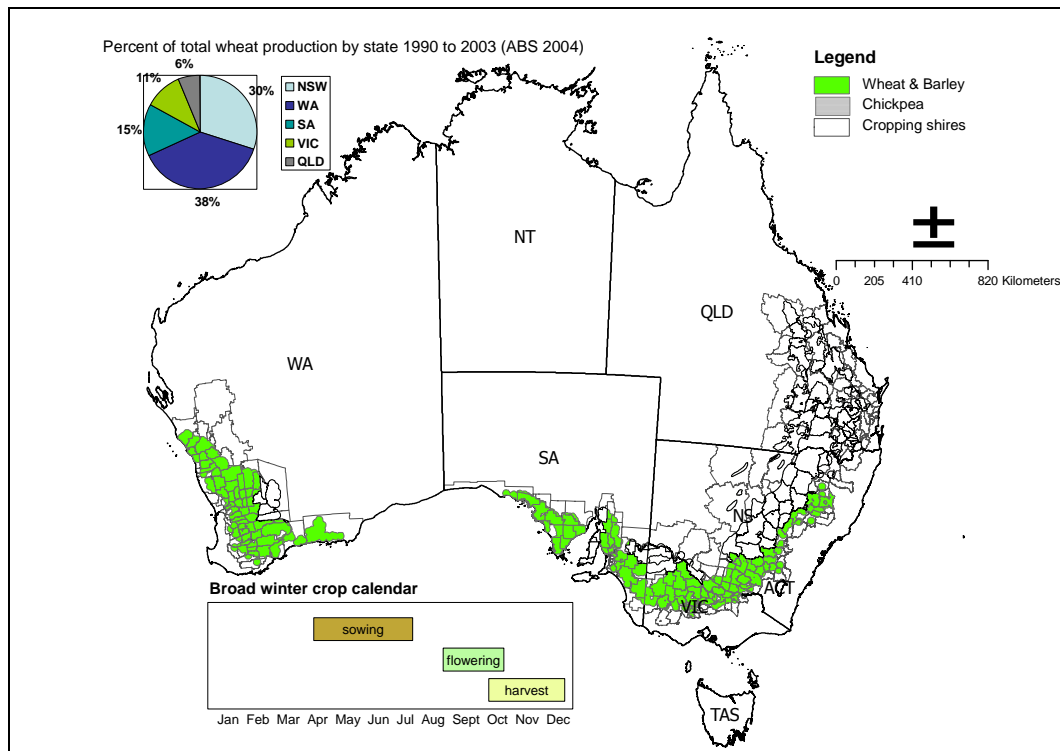 Percent of total wheat production by state 1990 to 2003 (ABS 2004)
11%
6%
30%
15%
38%
NSW
WA
SA
VIC
QLD
Legend
Wheat & Barley
Chickpea
Cropping shires
±
0 205 410 820 Kilometers
NT
QLD
WA
SA
NS
ACT
VIC
TAS
Broad winter crop calendar
sowing
flowering
harvest
Jan Feb Mar Apr May Jun Jul Aug Sept Oct Nov Dec